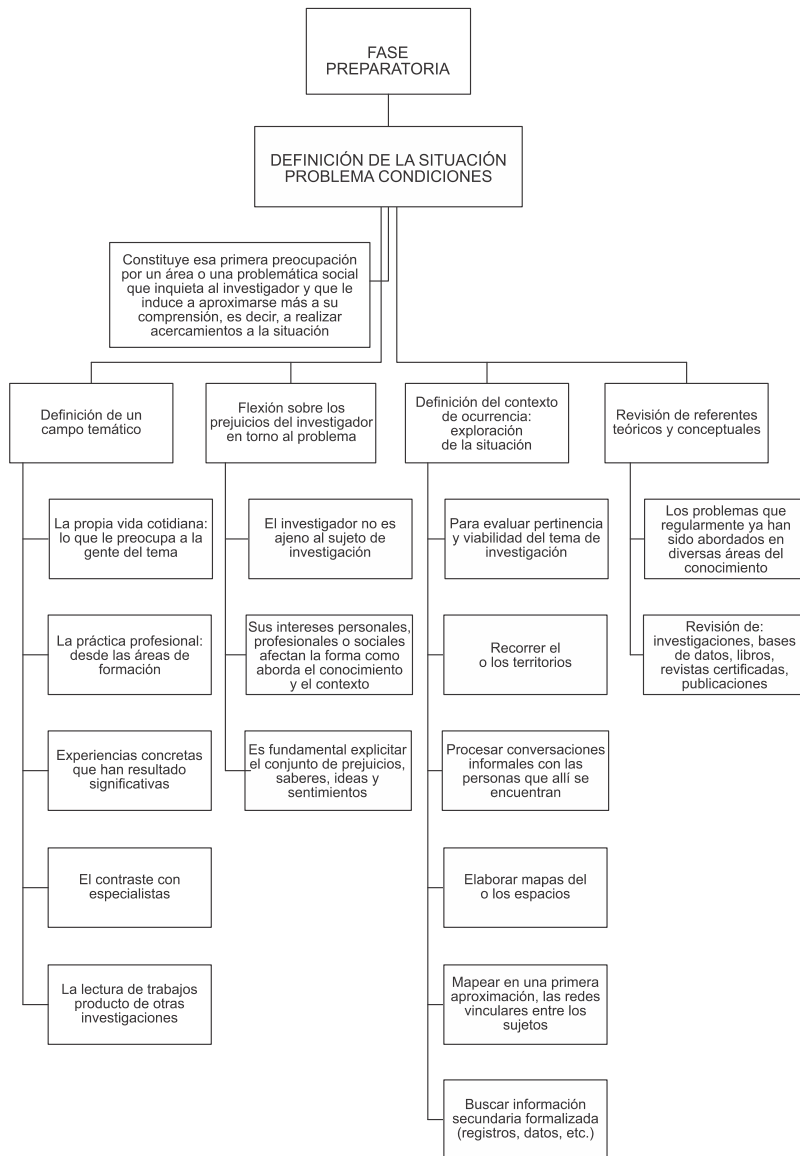 FASE
PREPARATORIA
DEFINICIÓN DE LA SITUACIÓN
PROBLEMA CONDICIONES
Constituye esa primera preocupación
por un área o una problemática social
que inquieta al investigador y que le
induce a aproximarse más a su
comprensión, es decir, a realizar
acercamientos a la situación
Definición de un
campo temático
La propia vida cotidiana:
lo que le preocupa a la
gente del tema
La práctica profesional:
desde las áreas de
formación
Experiencias concretas
que han resultado
significativas
El contraste con
especialistas
La lectura de trabajos
producto de otras
investigaciones
Flexión sobre los
prejuicios del investigador
en torno al problema
El investigador no es
ajeno al sujeto de
investigación
Sus intereses personales,
profesionales o sociales
afectan la forma como
aborda el conocimiento
y el contexto
Es fundamental explicitar
el conjunto de prejuicios,
saberes, ideas y
sentimientos
Definición del contexto
de ocurrencia:
exploración
de la situación
Para evaluar pertinencia
y viabilidad del tema de
investigación
Recorrer el
o los territorios
Procesar conversaciones
informales con las
personas que allí se
encuentran
Elaborar mapas del
o los espacios
Mapear en una primera
aproximación, las redes
vinculares entre los
sujetos
Buscar información
secundaria formalizada
(registros, datos, etc.)
Revisión de referentes
teóricos y conceptuales
Los problemas que
regularmente ya han
sido abordados en
diversas áreas del
conocimiento
Revisión de:
investigaciones, bases
de datos, libros,
revistas certificadas,
publicaciones